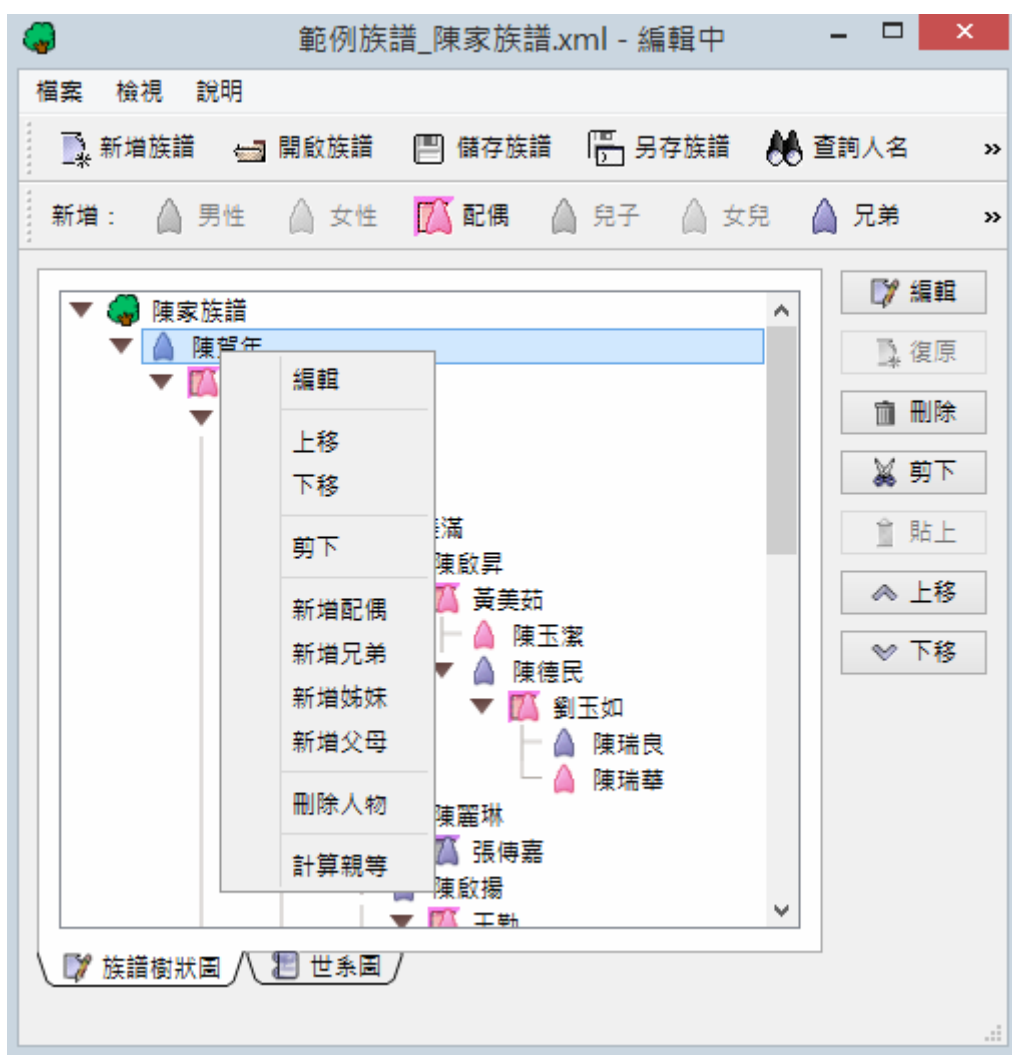 範例族譜_陳家族譜.xml - 編輯中
檔案 檢視 說明
新增族譜 開啟族譜 儲存族譜 另存族譜 查詢人名 »
新增： 男性 女性 配偶 兒子 女兒 兄弟 »
陳家族譜
陳賀年
編輯
上移
下移
剪下
新增配偶
新增兄弟
新增姊妹
新增父母
刪除人物
計算親等
滿
陳啟昇
黃美茹
陳玉潔
陳德民
劉玉如
陳瑞良
陳瑞華
陳麗琳
張傳嘉
陳啟揚
王勤
編輯
復原
刪除
剪下
貼上
上移
下移
族譜樹狀圖 世系圖